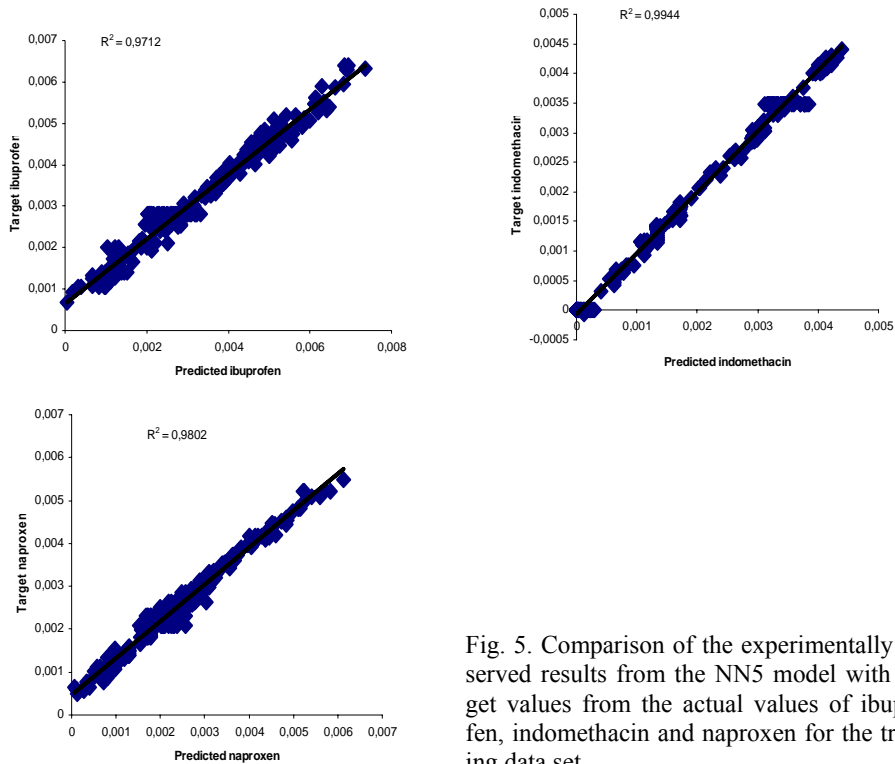 R² = 0,9712
0,007
0,006
0,005
0,004
0,003
0,002
0,001
0
Target ibuprofen
0 0,002 0,004 0,006 0,008
Predicted ibuprofen
R² = 0,9944
0,005
0,0045
0,004
0,0035
0,003
0,0025
0,002
0,0015
0,001
0,0005
0
-0,0005
Target indomethacin
0 0,001 0,002 0,003 0,004 0,005
Predicted indomethacin
R² = 0,9802
0,007
0,006
0,005
0,004
0,003
0,002
0,001
0
Target naproxen
0 0,001 0,002 0,003 0,004 0,005 0,006 0,007
Predicted naproxen
Fig. 5. Comparison of the experimentally
served results from the NN5 model with
get values from the actual values of ibup
fen, indomethacin and naproxen for the tr
ing data set